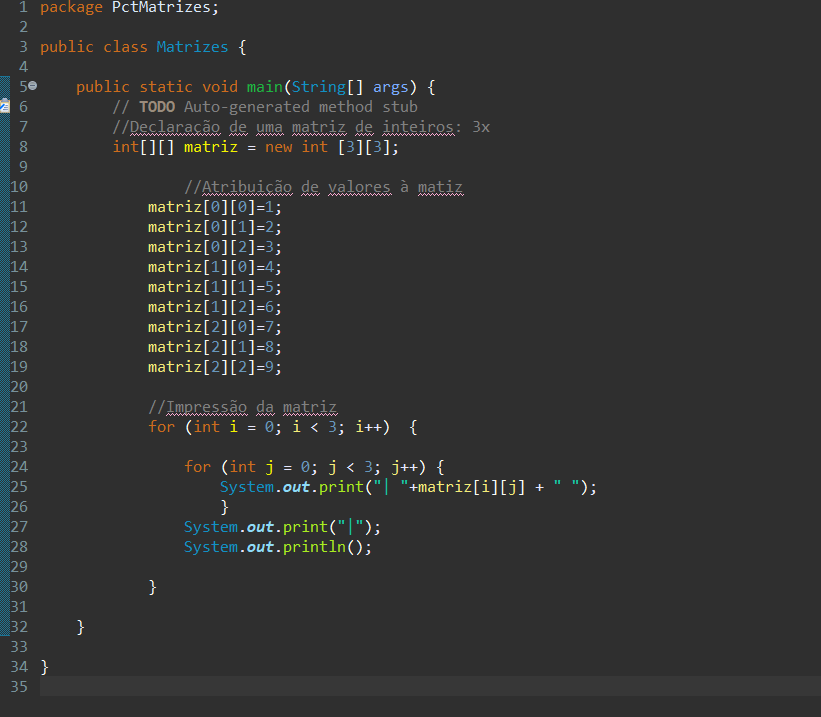 1 package PctMatrizes;
2
3 public class Matrizes {
4
5 public static void main(String[] args) {
6 // TODO Auto-generated method stub
7 //Declaração de uma matriz de inteiros: 3x
8 int[][] matriz = new int [3][3];
9
10 //Atribuição de valores à matiz
11 matriz[0][0]=1;
12 matriz[0][1]=2;
13 matriz[0][2]=3;
14 matriz[1][0]=4;
15 matriz[1][1]=5;
16 matriz[1][2]=6;
17 matriz[2][0]=7;
18 matriz[2][1]=8;
19 matriz[2][2]=9;
20
21 //Impressão da matriz
22 for (int i = 0; i < 3; i++)  {
23
24 for (int j = 0; j < 3; j++) {
25 System.out.print("| "+matriz[i][j] + " ");
26 }
27 System.out.print("|");
28 System.out.println();
29
30 }
31
32 }
33
34 }
35